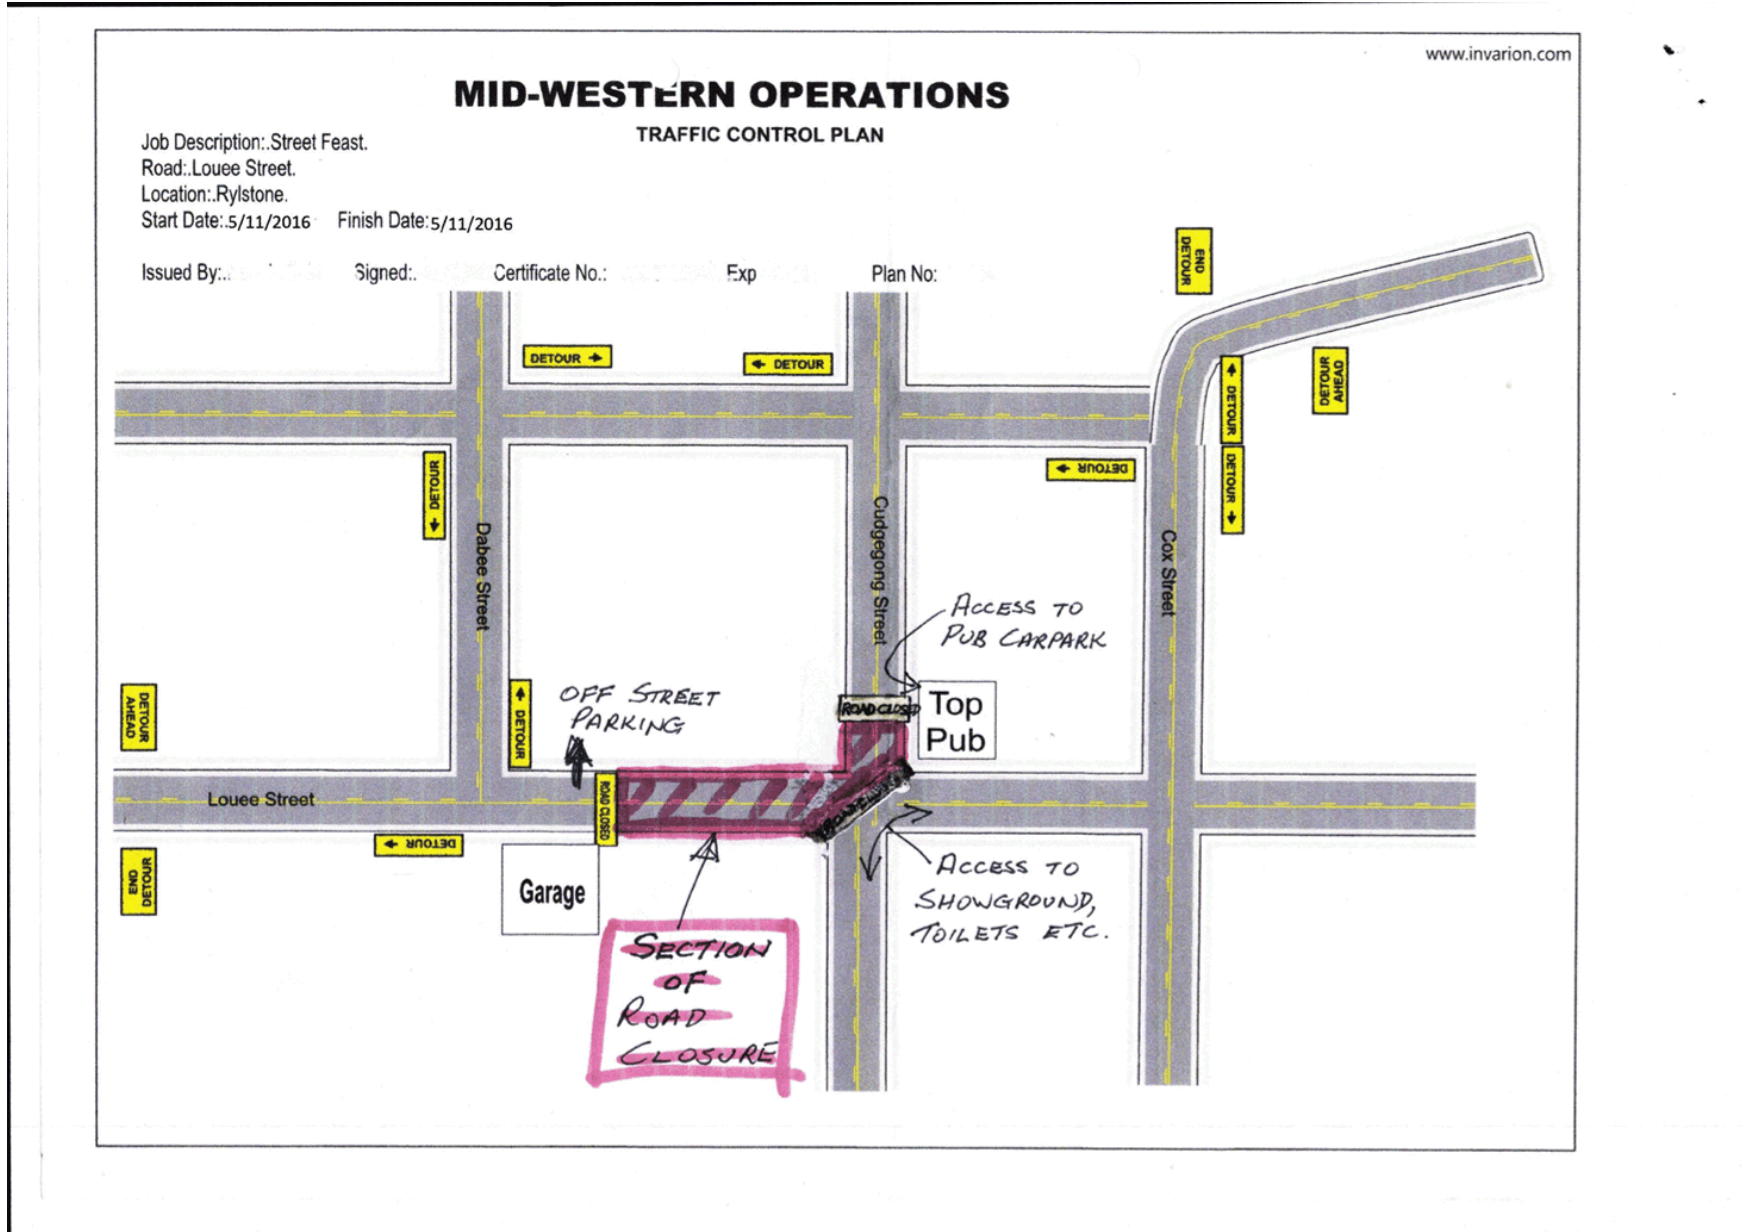 www.invarion.com
MID-WESTERN OPERATIONS
TRAFFIC CONTROL PLAN
Job Description:.Street Feast.
Road:.Louee Street.
Location:.Rylstone.
Start Date:.5/11/2016 Finish Date:5/11/2016
Issued By:.. Signed:. Certificate No.: Exp Plan No:
END
DETOUR
DETOUR
DETOUR
DETOUR
AHEAD
DETOUR
DETOUR
DETOUR
DETOUR
Dabee Street
Cudgegong Street
Cox Street
ACCESS TO
PUB CARPARK
DETOUR
AHEAD
DETOUR
OFF STREET
PARKING
ROAD CLOSED
Top
Pub
Louee Street
ROAD CLOSED
ROAD CLOSED
DETOUR
END
DETOUR
Garage
ACCESS TO
SHOWGROUND,
TOILETS ETC.
SECTION
OF
ROAD
CLOSURE